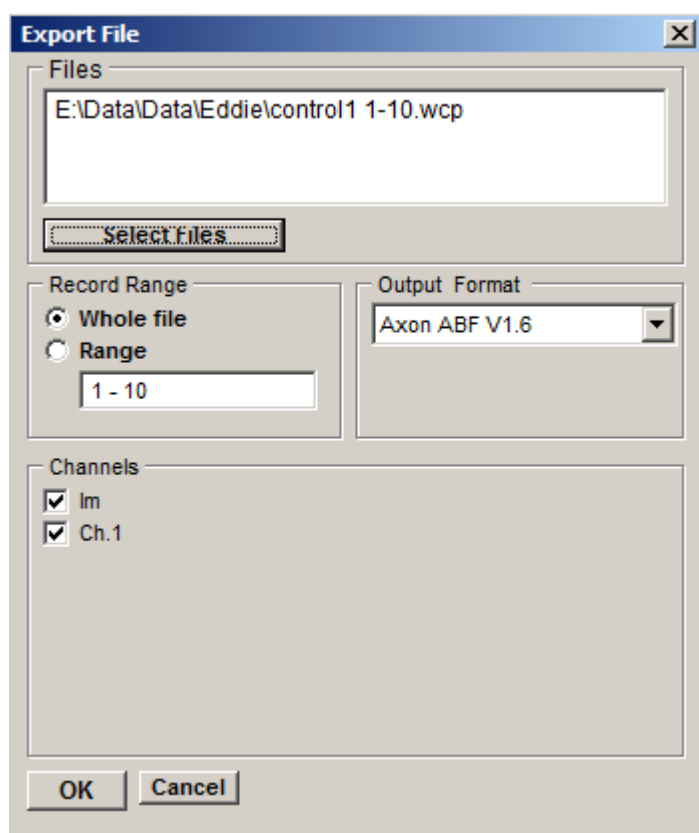 Export File
Files
E:\Data\Data\Eddie\control1 1-10.wcp
Select Files
Record Range
Whole file
Range
1 - 10
Output Format
Axon ABF V1.6
Channels
Im
Ch.1
OK
Cancel